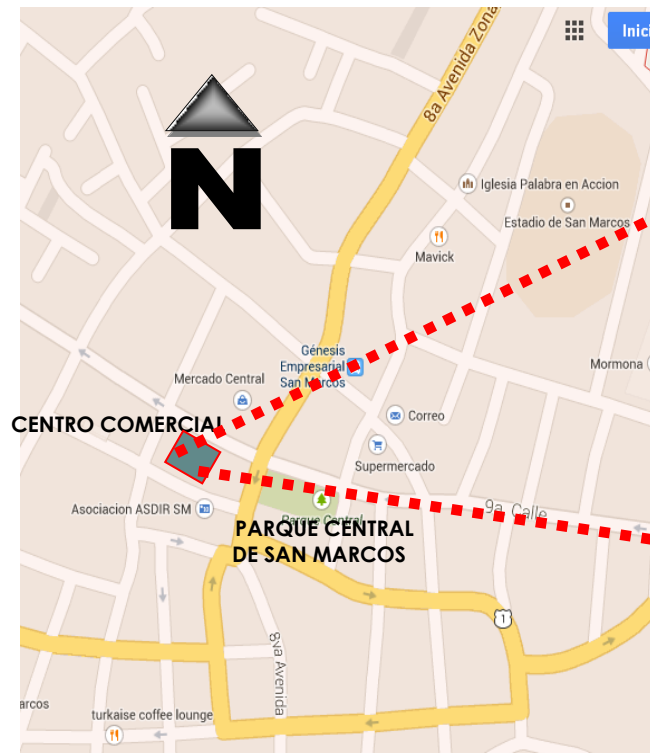 Inici
8a Avenida Zona
N
Iglesia Palabra en Accion
Estadio de San Marcos
Mavick
Génesis
Empresarial
San Marcos
Mormona
Mercado Central
CENTRO COMERCIAL
Correo
Supermercado
Asociacion ASDIR SM
9a. Calle
Parque Central
PARQUE CENTRAL
DE SAN MARCOS
1
8va Avenida
arcos
turkaise coffee lounge